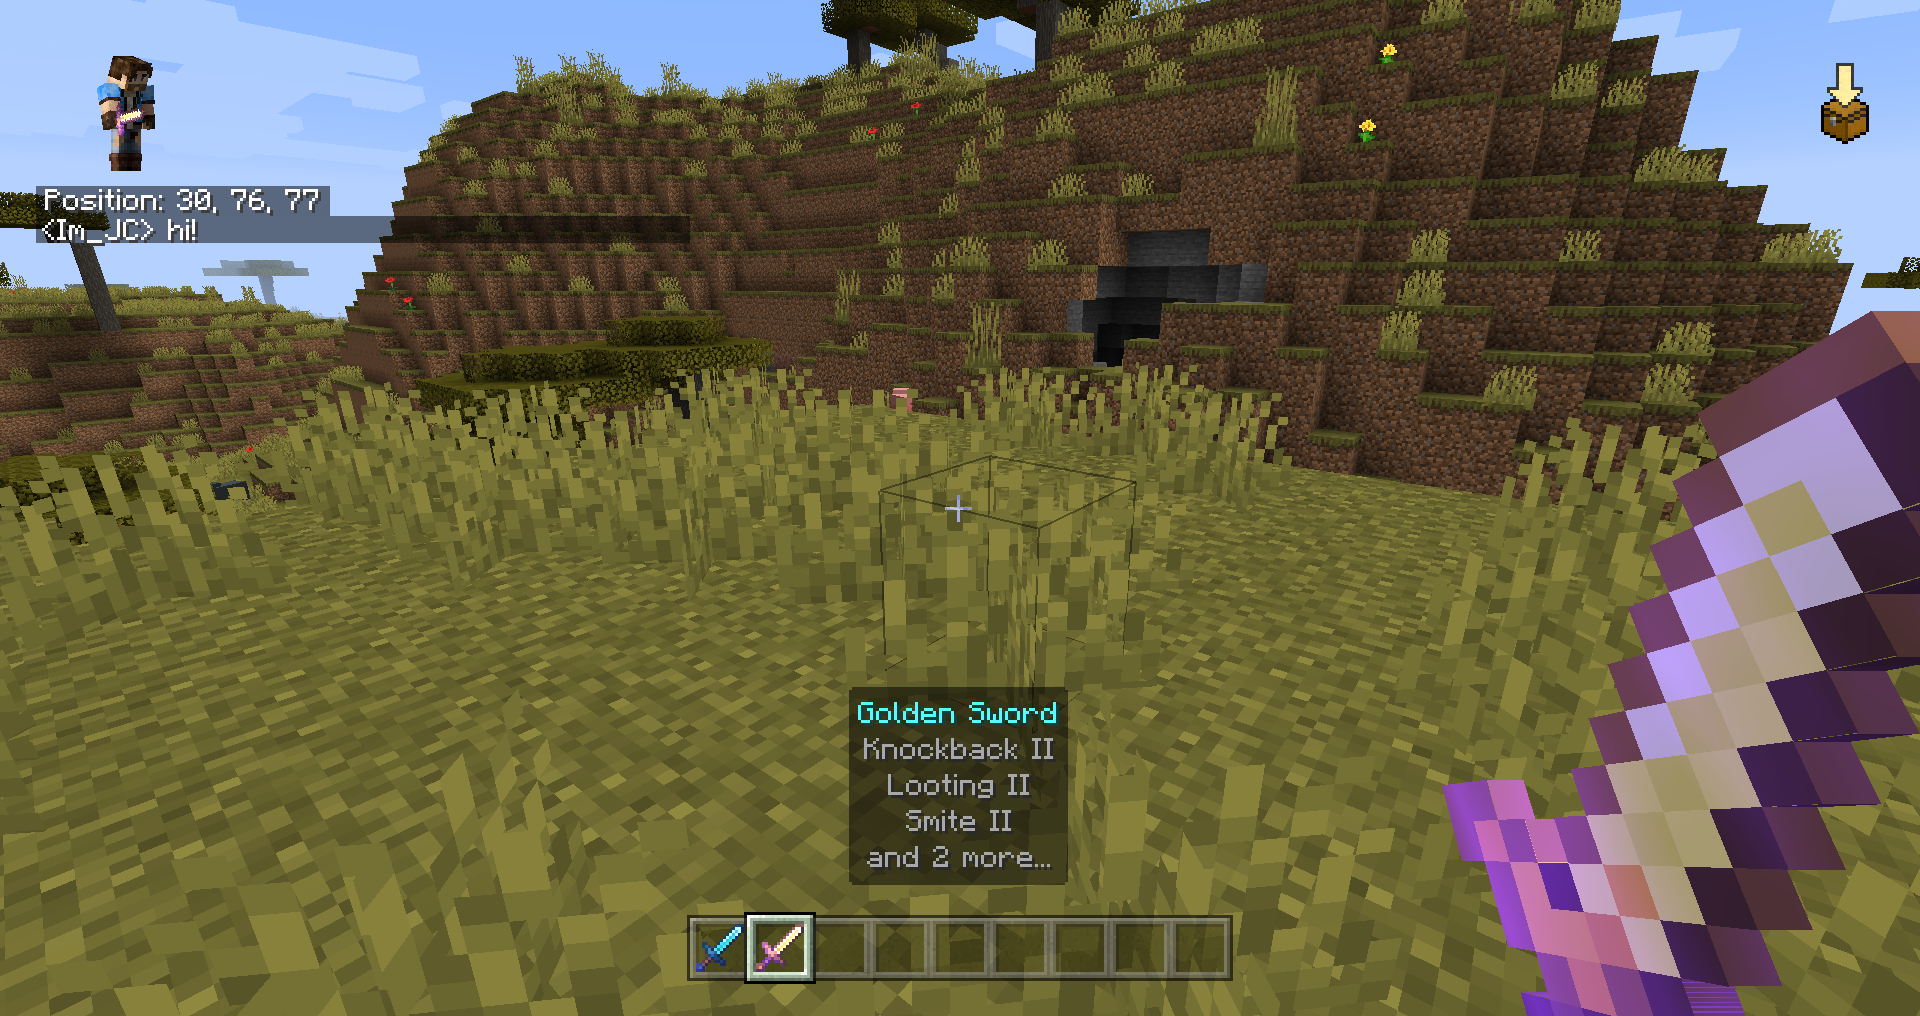 Position: 30, 76, 77
<Im_JC> hi!
Golden Sword
Knockback II
Looting II
Smite II
and 2 more...